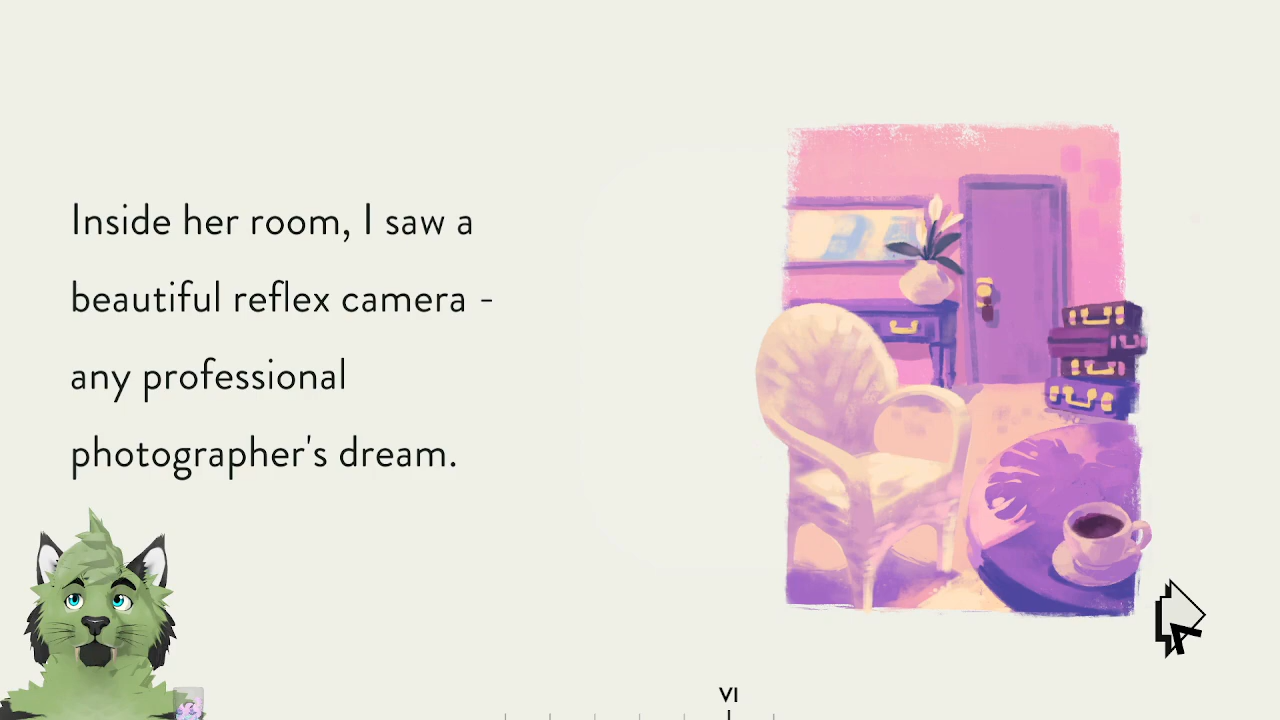 Inside her room, I saw a
beautiful reflex camera -
any professional
photographer's dream.
VI